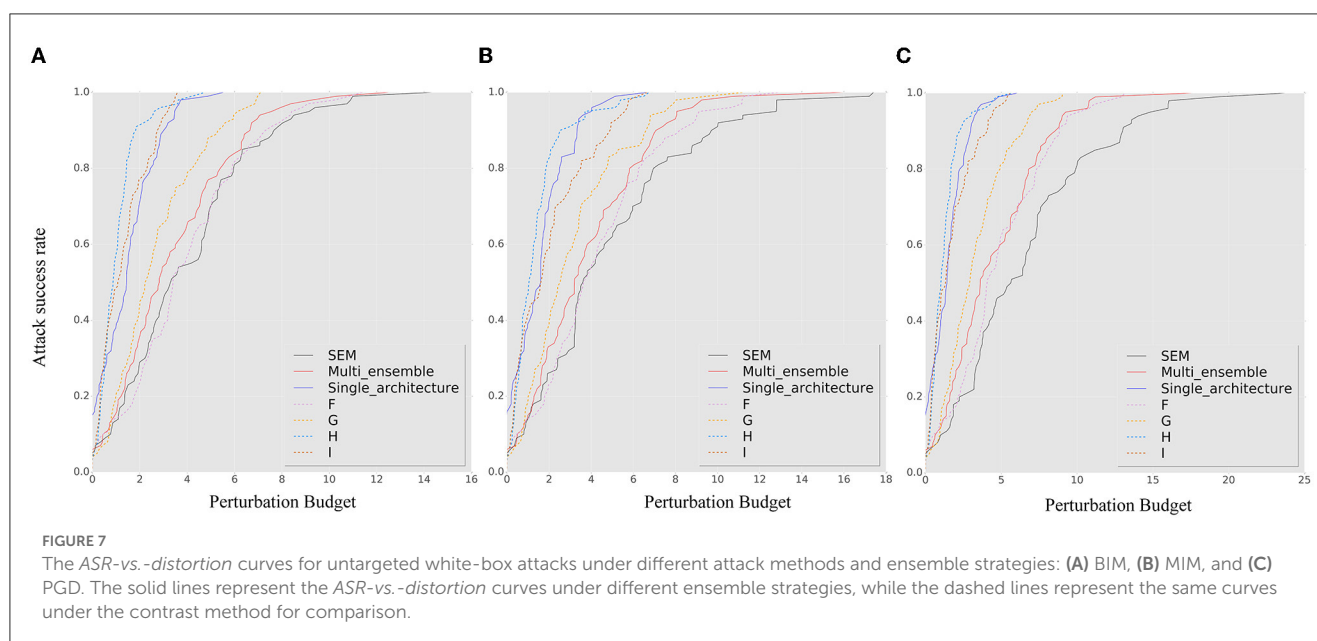 A
B
C
1.0
0.8
0.6
0.4
0.2
0.0
Attack success rate
SEM
Multi_ensemble
Single_architecture
F
G
H
I
0 2 4 6 8 10 12 14 16
Perturbation Budget
1.0
0.8
0.6
0.4
0.2
0.0
SEM
Multi_ensemble
Single_architecture
F
G
H
I
0 2 4 6 8 10 12 14 16 18
Perturbation Budget
1.0
0.8
0.6
0.4
0.2
0.0
SEM
Multi_ensemble
Single_architecture
F
G
H
I
0 5 10 15 20 25
Perturbation Budget
FIGURE 7
The ASR-vs.-distortion curves for untargeted white-box attacks under different attack methods and ensemble strategies: (A) BIM, (B) MIM, and (C)
PGD. The solid lines represent the ASR-vs.-distortion curves under different ensemble strategies, while the dashed lines represent the same curves
under the contrast method for comparison.